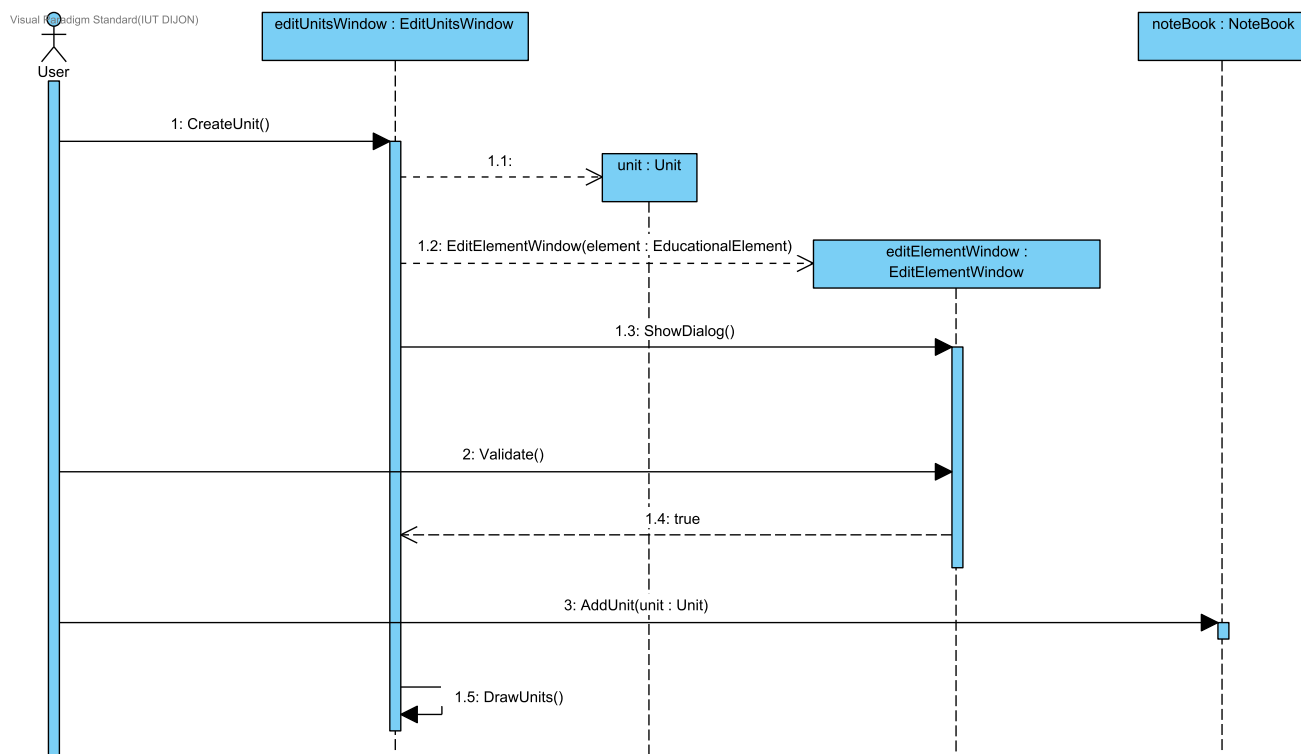 Visual Paradigm Standard(IUT DIJON)
editUnitsWindow : EditUnitsWindow
noteBook : NoteBook
User
1: CreateUnit()
1.1:
unit : Unit
1.2: EditElementWindow(element : EducationalElement)
editElementWindow :
EditElementWindow
1.3: ShowDialog()
2: Validate()
1.4: true
3: AddUnit(unit : Unit)
1.5: DrawUnits()